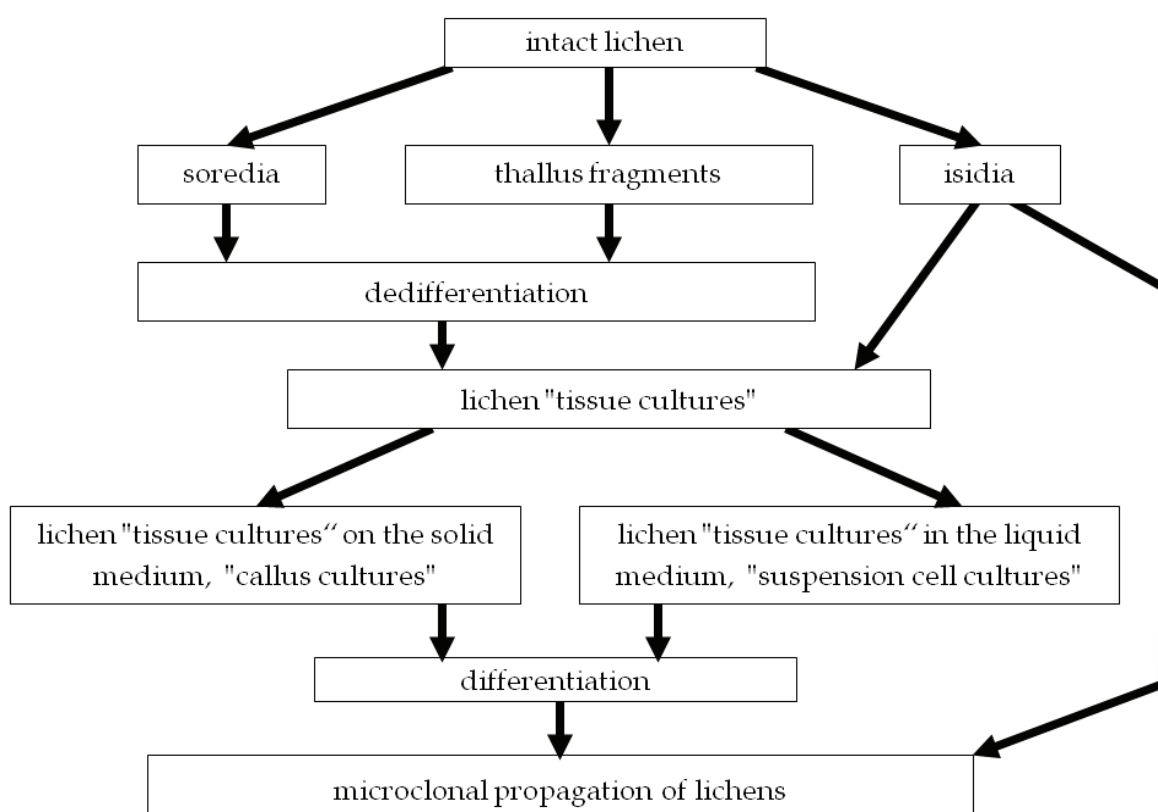 intact lichen
soredia
thallus fragments
isidia
dedifferentiation
lichen "tissue cultures"
lichen "tissue cultures“ on the solid
medium, "callus cultures"
lichen "tissue cultures“ in the liquid
medium, "suspension cell cultures"
differentiation
microclonal propagation of lichens